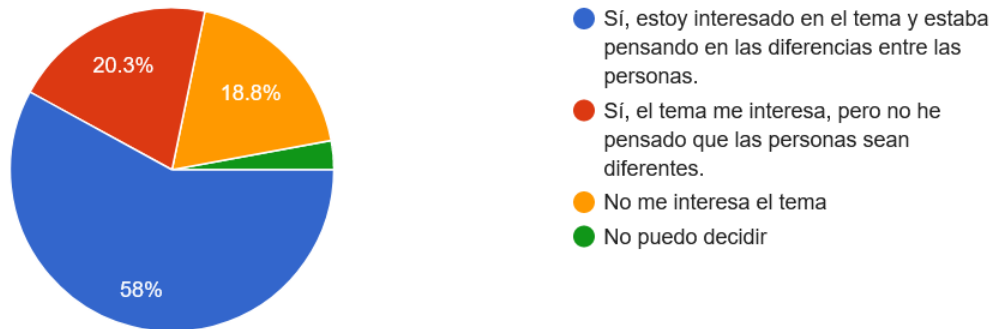 20.3%
18.8%
58%
Sí, estoy interesado en el tema y estaba
pensando en las diferencias entre las
personas.
Sí, el tema me interesa, pero no he
pensado que las personas sean
diferentes.
No me interesa el tema
No puedo decidir